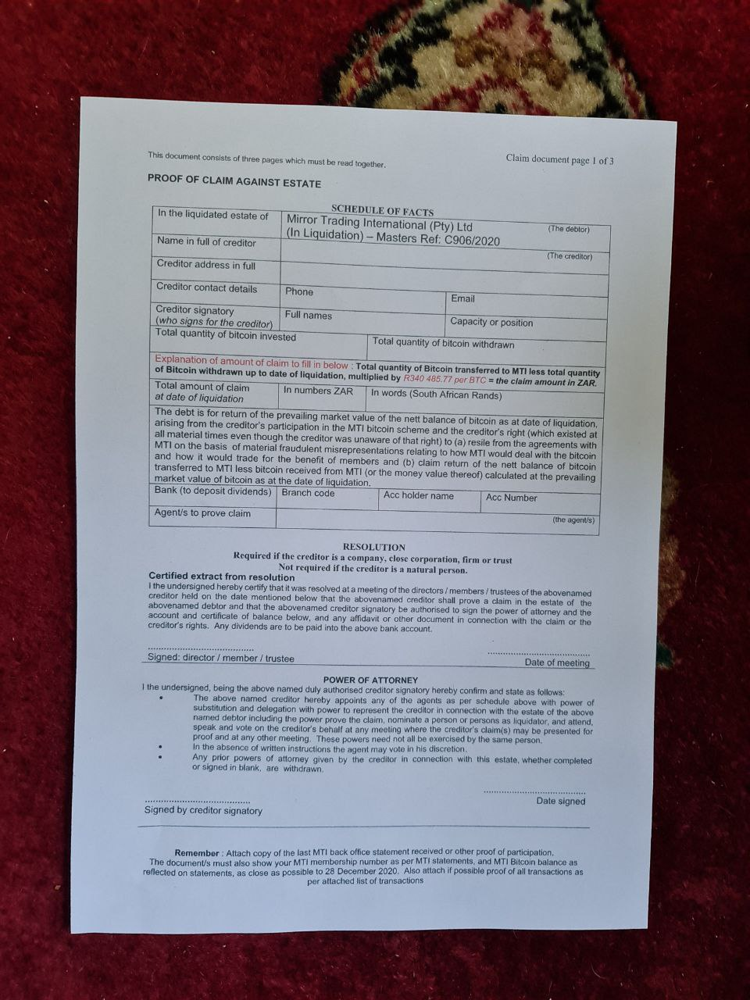 This document consists of three pages which must be read together.
Claim document page 1 of 3
PROOF OF CLAIM AGAINST ESTATE
SCHEDULE OF FACTS
In the liquidated estate of
Mirror Trading International (Pty) Ltd
(In Liquidation) – Masters Ref: C906/2020
(The debtor)
Name in full of creditor
(The creditor)
Creditor address in full
Creditor contact details
Phone
Email
Creditor signatory
(who signs for the creditor)
Full names
Capacity or position
Total quantity of bitcoin invested
Total quantity of bitcoin withdrawn
Explanation of amount of claim to fill in below : Total quantity of Bitcoin transferred to MTI less total quantity
of Bitcoin withdrawn up to date of liquidation, multiplied by R340 485.77 per BTC = the claim amount in ZAR.
Total amount of claim
at date of liquidation
In numbers ZAR
In words (South African Rands)
The debt is for return of the prevailing market value of the nett balance of bitcoin as at date of liquidation,
arising from the creditor's participation in the MTI bitcoin scheme and the creditor's right (which existed at
all material times even though the creditor was unaware of that right) to (a) resile from the agreements with
MTI on the basis of material fraudulent misrepresentations relating to how MTI would deal with the bitcoin
and how it would trade for the benefit of members and (b) claim return of the nett balance of bitcoin
transferred to MTI less bitcoin received from MTI (or the money value thereof) calculated at the prevailing
market value of bitcoin as at the date of liquidation.
Bank (to deposit dividends)
Branch code
Acc holder name
Acc Number
Agent/s to prove claim
(the agent/s)
RESOLUTION
Required if the creditor is a company, close corporation, firm or trust
Not required if the creditor is a natural person.
Certified extract from resolution
I the undersigned hereby certify that it was resolved at a meeting of the directors / members / trustees of the abovenamed
creditor held on the date mentioned below that the abovenamed creditor shall prove a claim in the estate of the
abovenamed debtor and that the abovenamed creditor signatory be authorised to sign the power of attorney and the
account and certificate of balance below, and any affidavit or other document in connection with the claim or the
creditor's rights. Any dividends are to be paid into the above bank account.
Signed: director / member / trustee
Date of meeting
POWER OF ATTORNEY
I the undersigned, being the above named duly authorised creditor signatory hereby confirm and state as follows:
• The above named creditor hereby appoints any of the agents as per schedule above with power of
substitution and delegation with power to represent the creditor in connection with the estate of the above
named debtor including the power prove the claim, nominate a person or persons as liquidator, and attend,
speak and vote on the creditor's behalf at any meeting where the creditor's claim(s) may be presented for
proof and at any other meeting. These powers need not all be exercised by the same person.
• In the absence of written instructions the agent may vote in his discretion.
• Any prior powers of attorney given by the creditor in connection with this estate, whether completed
or signed in blank, are withdrawn.
Signed by creditor signatory
Date signed
Remember : Attach copy of the last MTI back office statement received or other proof of participation.
The document/s must also show your MTI membership number as per MTI statements, and MTI Bitcoin balance as
reflected on statements, as close as possible to 28 December 2020. Also attach if possible proof of all transactions as
per attached list of transactions